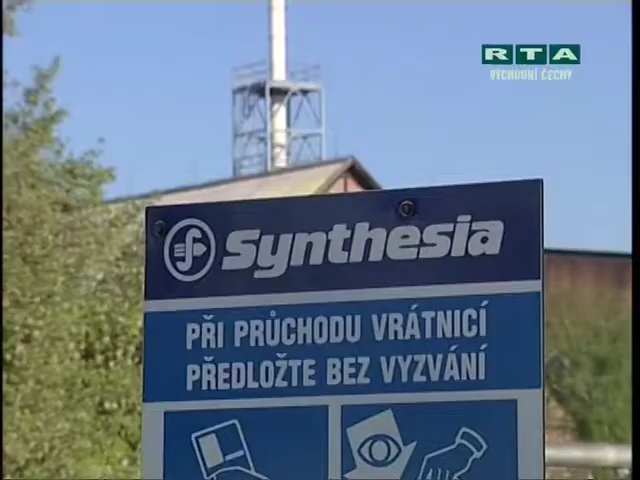 RTA
VÝCHODNÍ ČECHY
Synthesia
PŘI PRŮCHODU VRÁTNICÍ
PŘEDLOŽTE BEZ VYZVÁNÍ